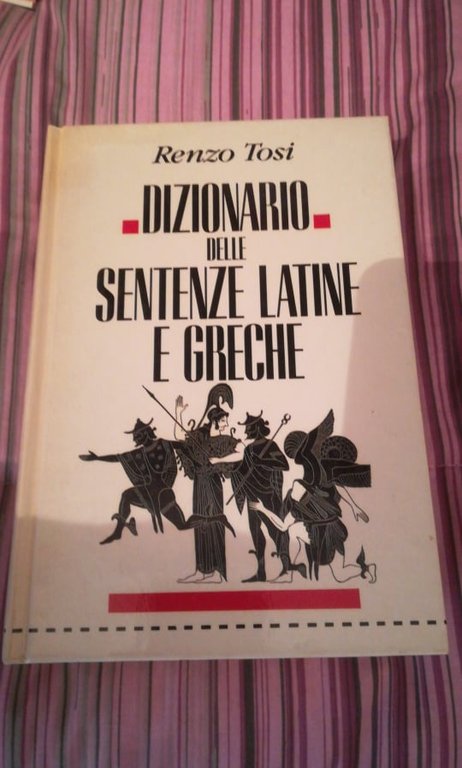 Renzo Tosi
DIZIONARIO
DELLE
SENTENZE LATINE
E GRECHE